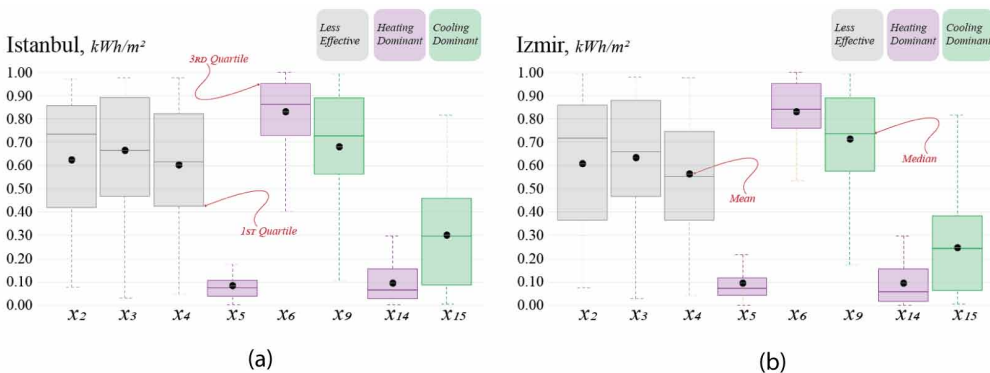 Istanbul, kWh/m²
Less
Effective
Heating
Dominant
Cooling
Dominant
3RD Quartile
1ST Quartile
1.00
0.90
0.80
0.70
0.60
0.50
0.40
0.30
0.20
0.10
0.00
x2 x3 x4 x5 x6 x9 x14 x15
(a)
Izmir, kWh/m²
Less
Effective
Heating
Dominant
Cooling
Dominant
Median
Mean
1.00
0.90
0.80
0.70
0.60
0.50
0.40
0.30
0.20
0.10
0.00
x2 x3 x4 x5 x6 x9 x14 x15
(b)